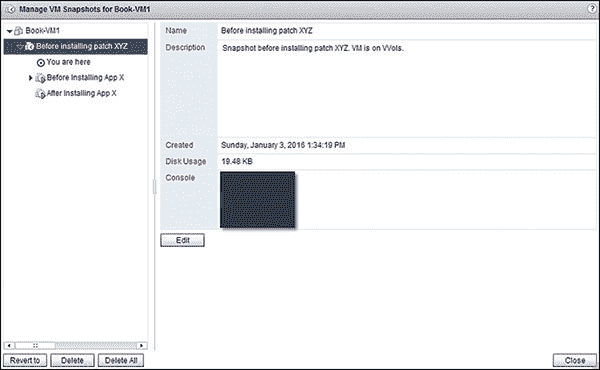 Manage VM Snapshots for Book-VM1
?
Book-VM1
Before installing patch XYZ
You are here
Before Installing App X
After Installing App X
Name Before installing patch XYZ
Description Snapshot before installing patch XYZ. VM is on VVols.
Created Sunday, January 3, 2016 1:34:19 PM
Disk Usage 19.48 KB
Console
Edit
Revert to Delete Delete All Close